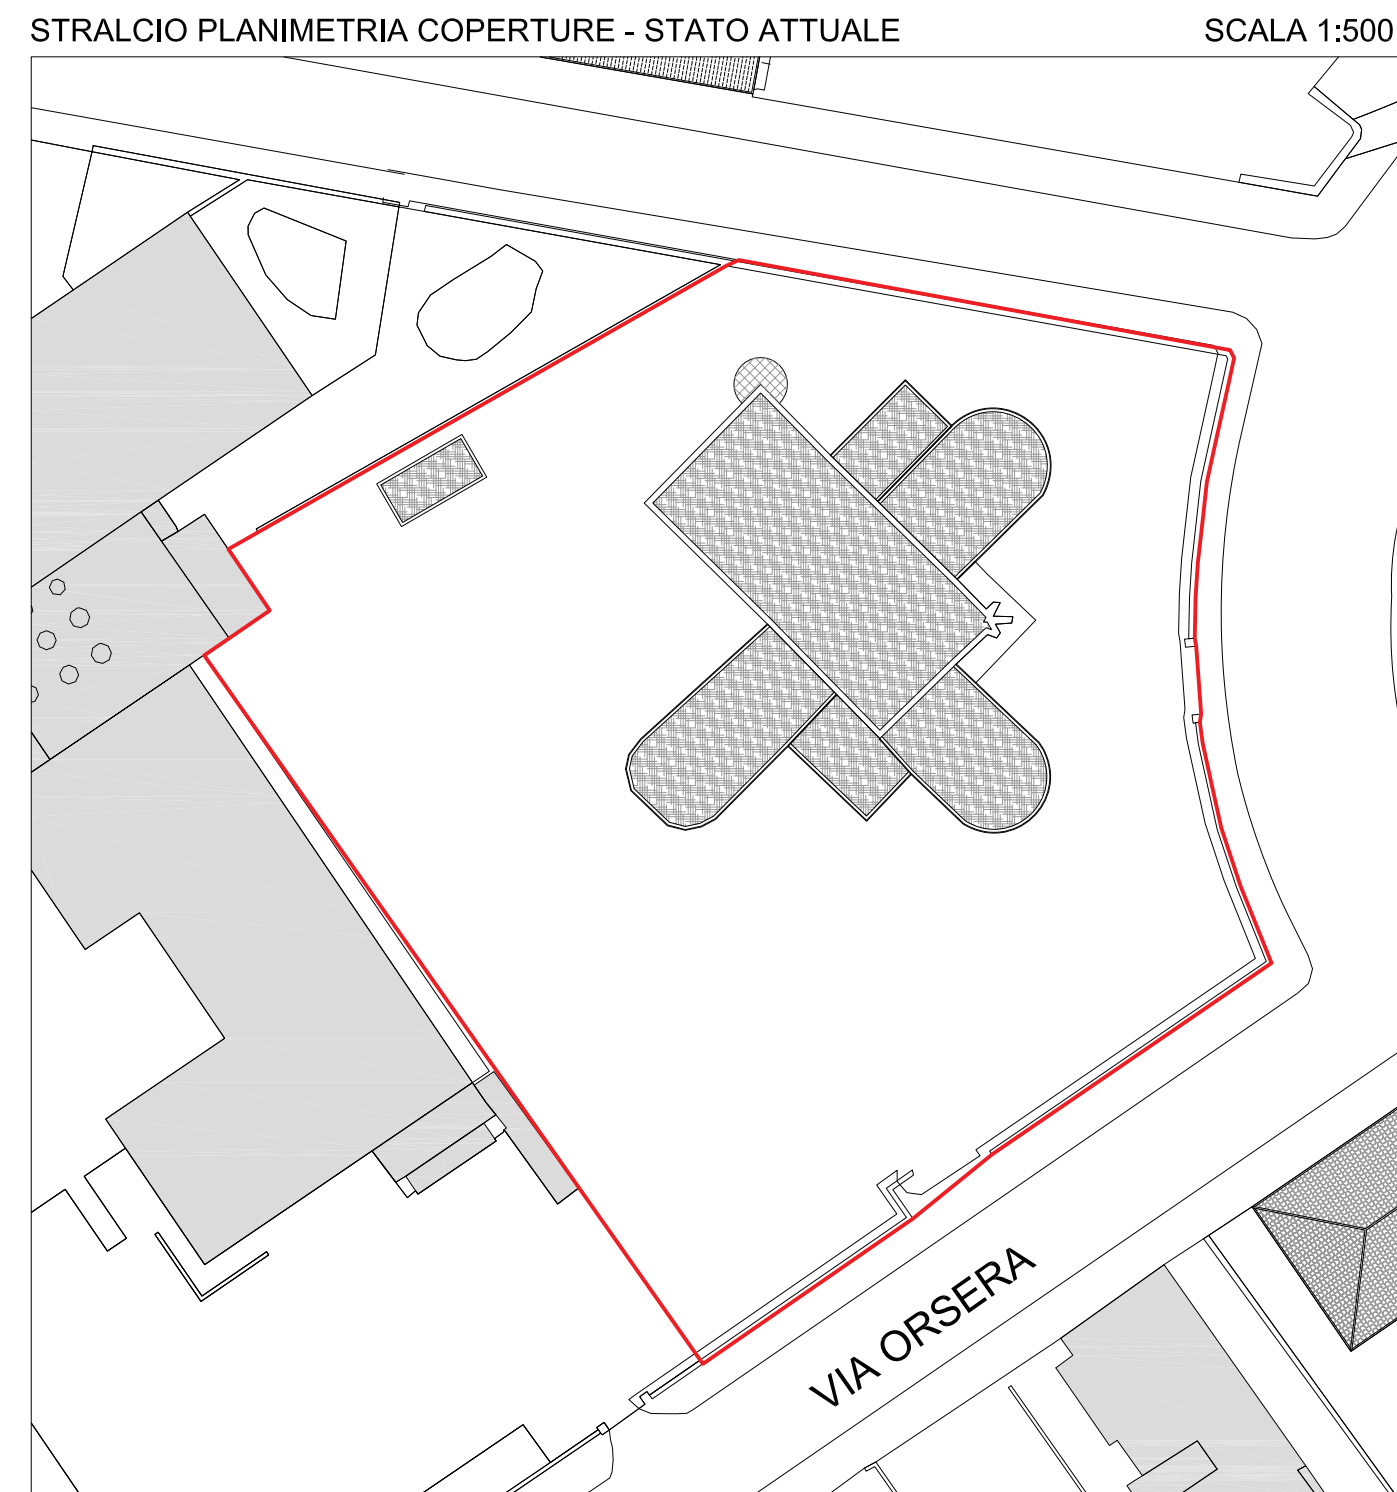 STRALCIO PLANIMETRIA COPERTURE - STATO ATTUALE
SCALA 1:500
VIA ORSERA